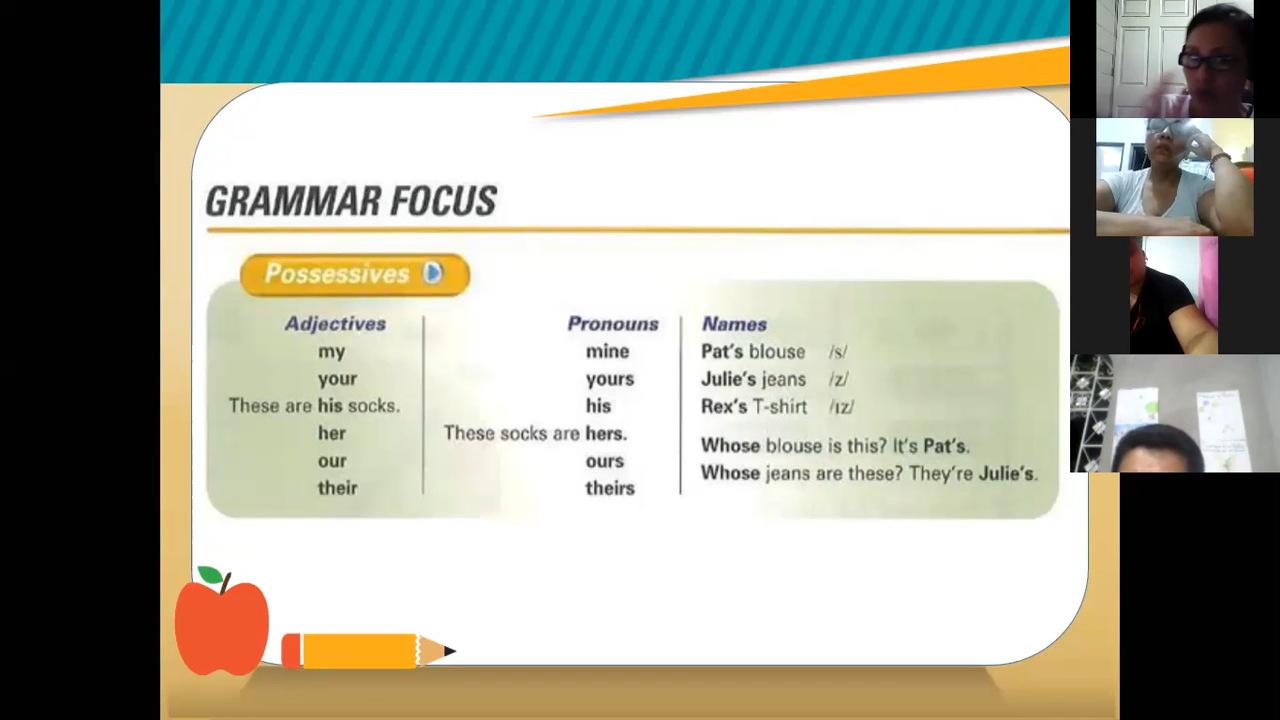 GRAMMAR FOCUS
Possessives
Adjectives
my
your
These are his socks.
her
our
their
Pronouns
mine
yours
his
These socks are hers.
ours
theirs
Names
Pat's blouse /s/
Julie's jeans /z/
Rex's T-shirt /ɪz/
Whose blouse is this? It's Pat's.
Whose jeans are these? They're Julie's.